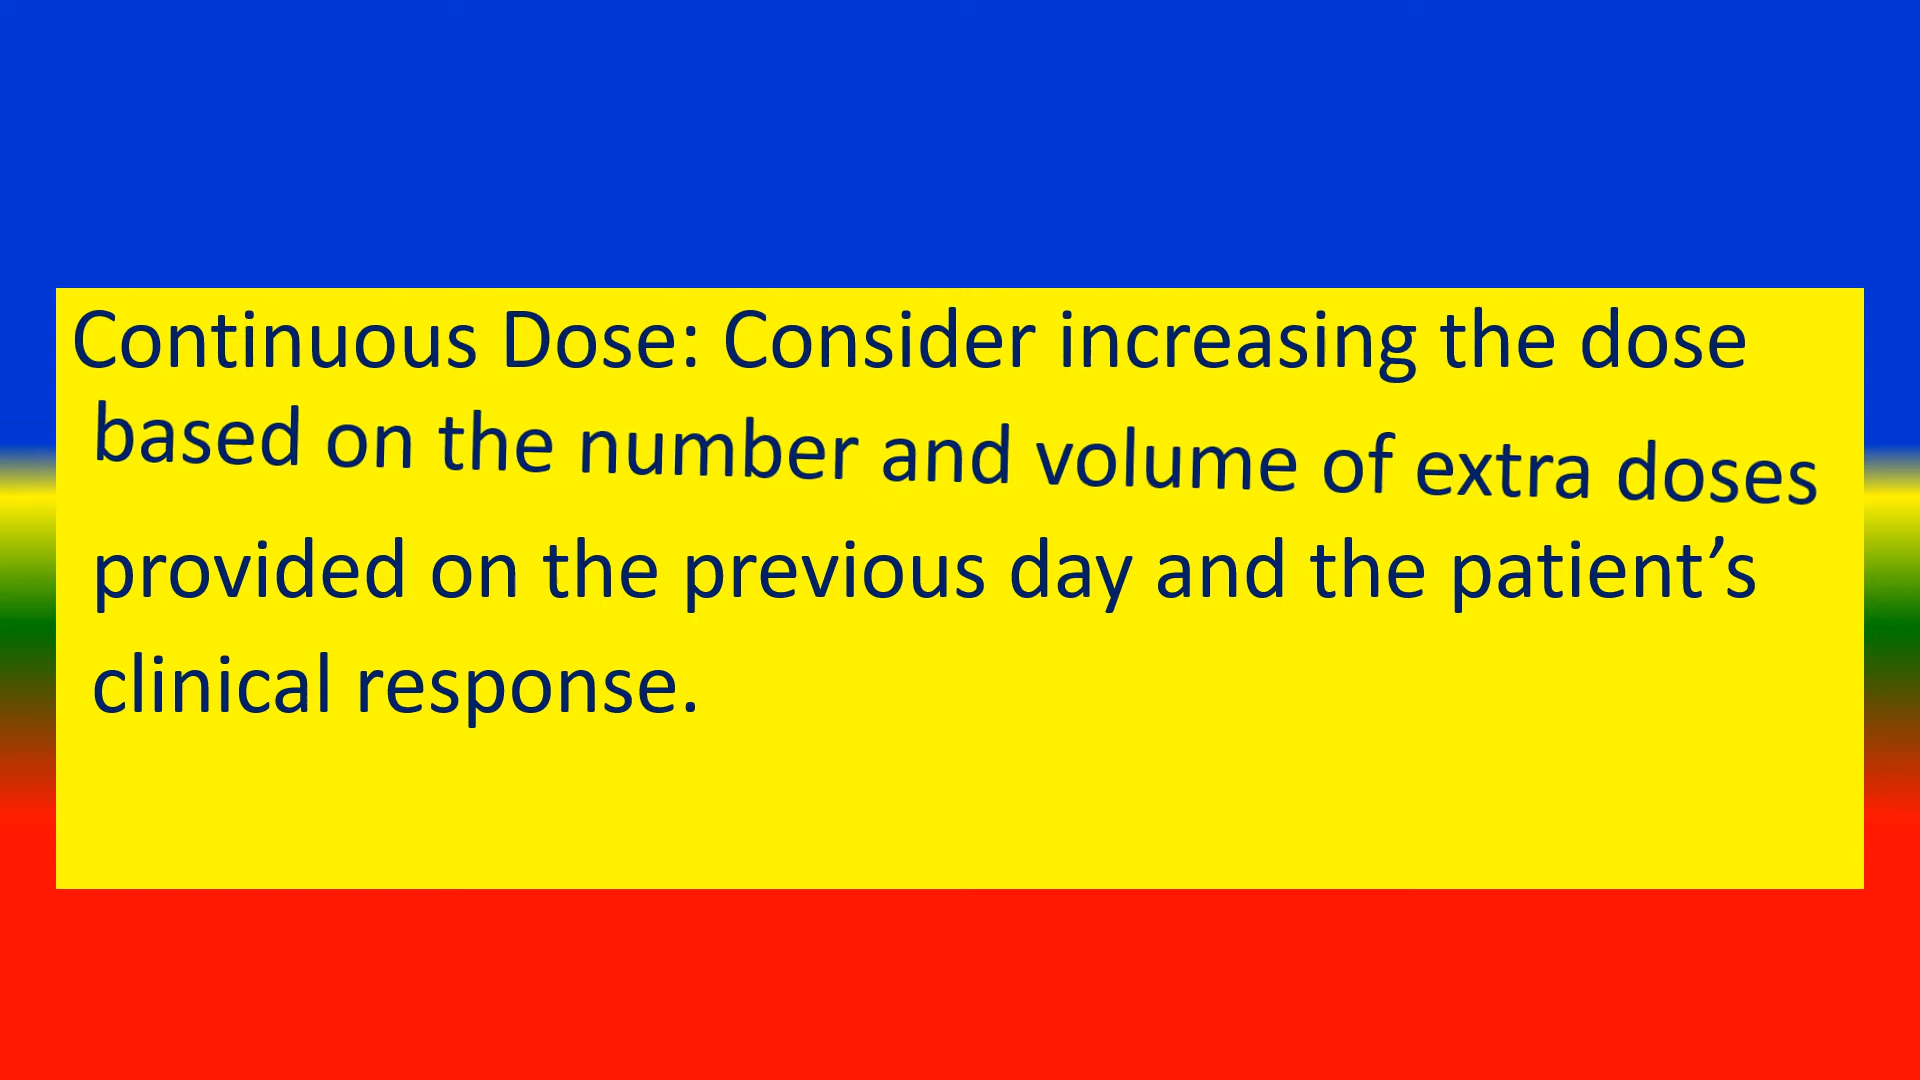 Continuous Dose: Consider increasing the dose
based on the number and volume of extra doses
provided on the previous day and the patient’s
clinical response.